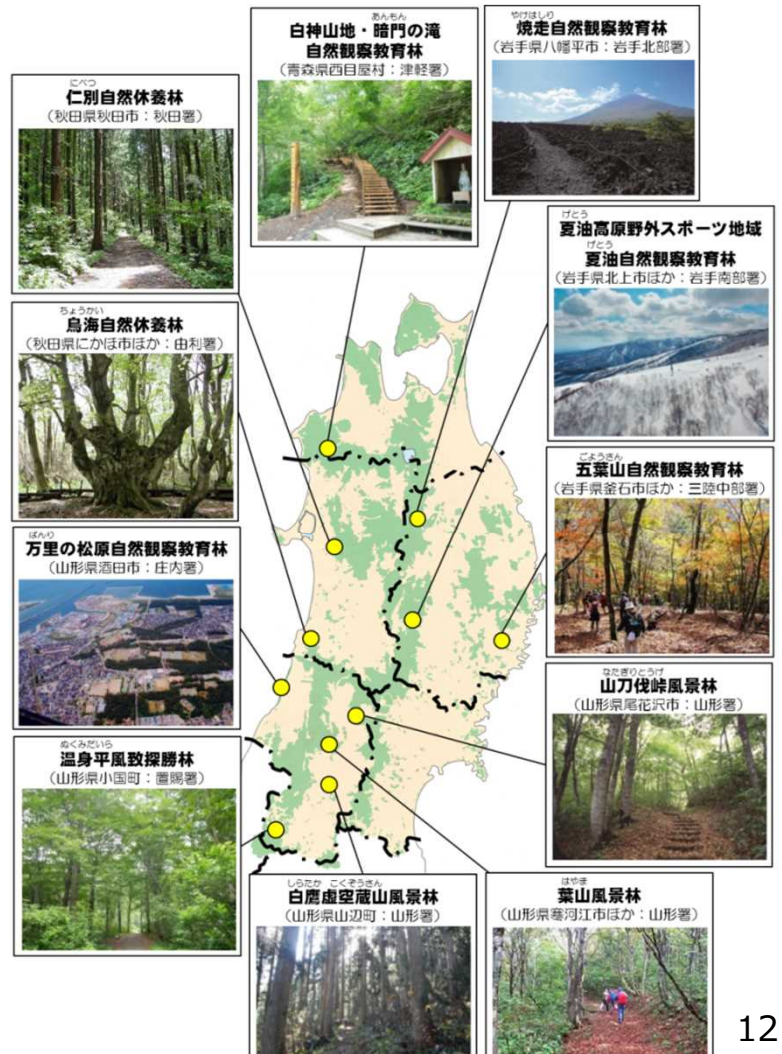 あんもん
白神山地・暗門の滝
自然観察教育林
(青森県西目屋村：津軽署)
やけはしり
焼走自然観察教育林
(岩手県八幡平市：岩手北部署)
にべつ
仁別自然休養林
(秋田県秋田市：秋田署)
げとう
夏油高原野外スポーツ地域
げとう
夏油自然観察教育林
(岩手県北上市ほか：岩手南部署)
ちょうかい
鳥海自然休養林
(秋田県にかほ市ほか：由利署)
ごようさん
五葉山自然観察教育林
(岩手県釜石市ほか：三陸中部署)
ばんり
万里の松原自然観察教育林
(山形県酒田市：庄内署)
なたぎりとうげ
山刀伐峠風景林
(山形県尾花沢市：山形署)
ぬくみだいら
温身平風致探勝林
(山形県小国町：置賜署)
しらたか こくぞうさん
白鷹虚空蔵山風景林
(山形県山辺町：山形署)
はやま
葉山風景林
(山形県寒河江市ほか：山形署)
12